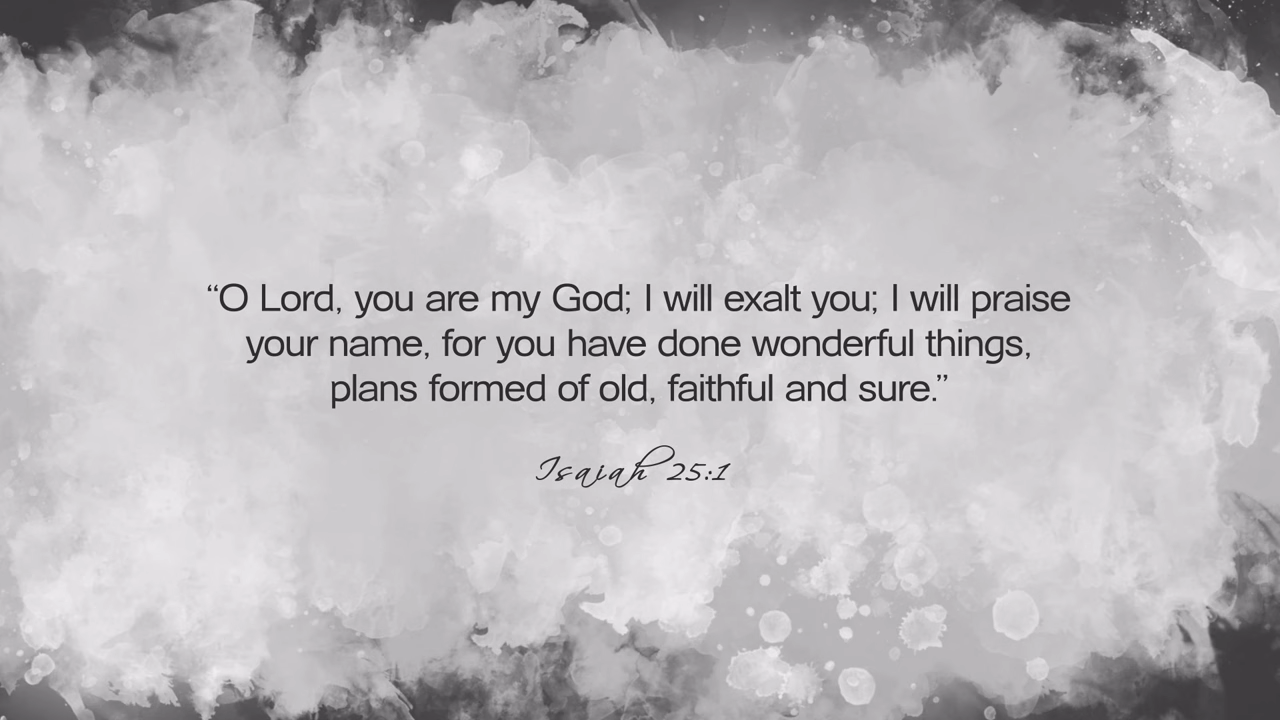 “O Lord, you are my God; I will exalt you; I will praise
your name, for you have done wonderful things,
plans formed of old, faithful and sure.”
Isaiah 25:1